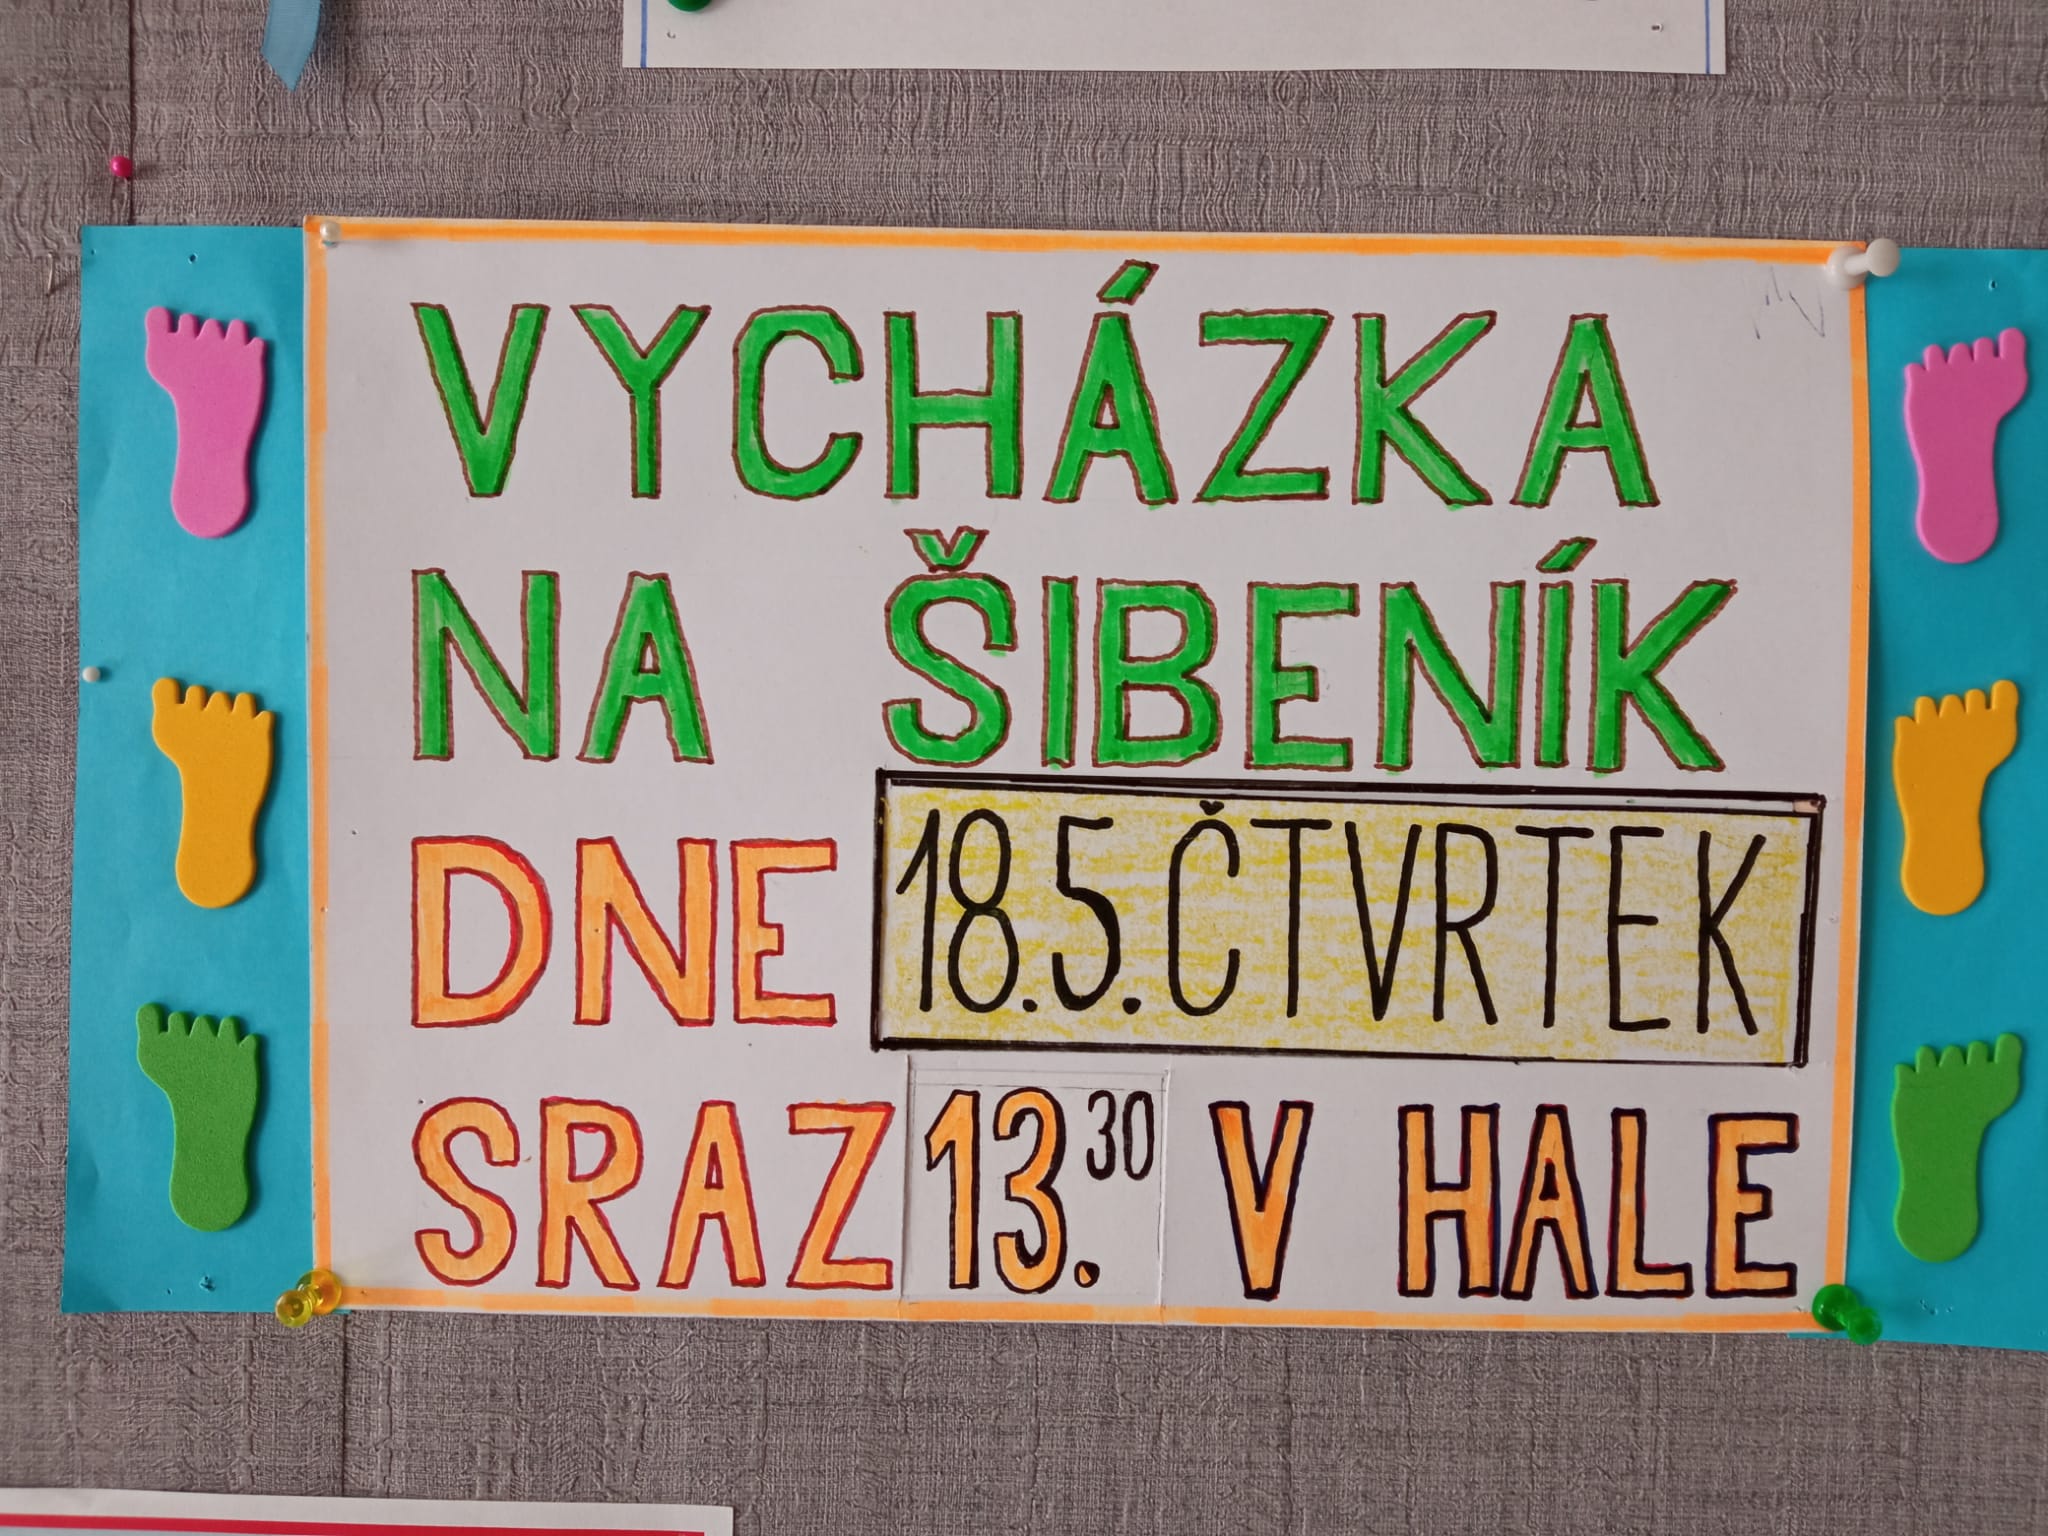 VYCHÁZKA
NA ŠIBENÍK
DNE 18.5. ČTVRTEK
SRAZ 13.30 V HALE